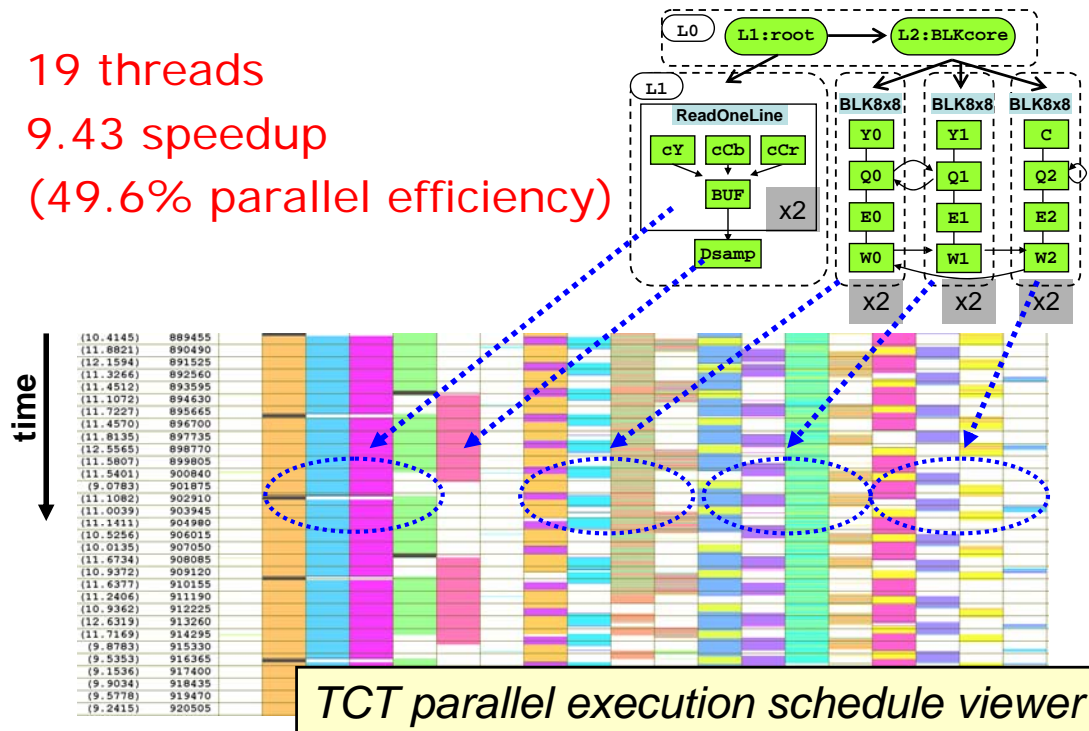 19 threads
9.43 speedup
(49.6% parallel efficiency)
L0
L1:root
L2:BLKcore
L1
ReadOneLine
cY
cCb
cCr
BUF
x2
Dsamp
BLK8x8
BLK8x8
BLK8x8
Y0
Y1
C
Q0
Q1
Q2
E0
E1
E2
W0
W1
W2
x2
x2
x2
time
(10.4145) 889455
(11.8821) 890490
(12.1594) 891525
(11.3266) 892560
(11.4512) 893595
(11.1072) 894630
(11.7227) 895665
(11.4570) 896700
(11.8135) 897735
(12.5565) 898770
(11.5807) 899805
(11.5401) 900840
(9.0783) 901875
(11.1082) 902910
(11.0039) 903945
(11.1411) 904980
(10.5256) 906015
(10.0135) 907050
(11.6734) 908085
(10.9372) 909120
(11.6377) 910155
(11.2406) 911190
(10.9362) 912225
(12.6319) 913260
(11.7169) 914295
(9.8783) 915330
(9.5353) 916365
(9.1536) 917400
(9.9034) 918435
(9.5778) 919470
(9.2415) 920505
TCT parallel execution schedule viewer